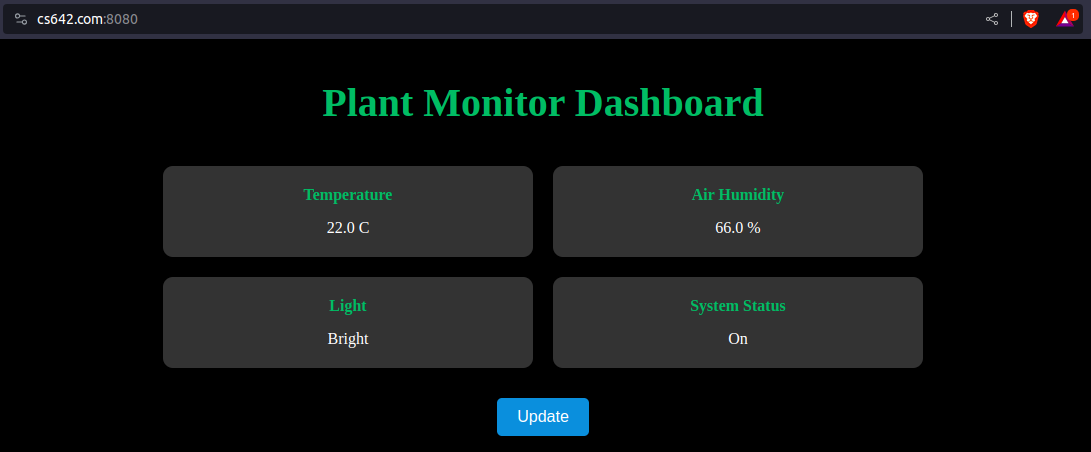 cs642.com:8080
1
Plant Monitor Dashboard
Temperature
22.0 C
Air Humidity
66.0 %
Light
Bright
System Status
On
Update